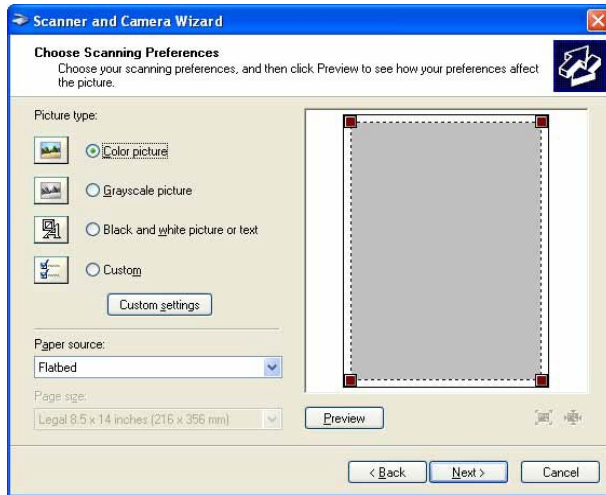 Scanner and Camera Wizard
Choose Scanning Preferences
Choose your scanning preferences, and then click Preview to see how your preferences affect
the picture.
Picture type:
Color picture
Grayscale picture
Black and white picture or text
Custom
Custom settings
Paper source:
Flatbed
Page size:
Legal 8.5 x 14 inches (216 x 356 mm)
Preview
< Back
Next >
Cancel